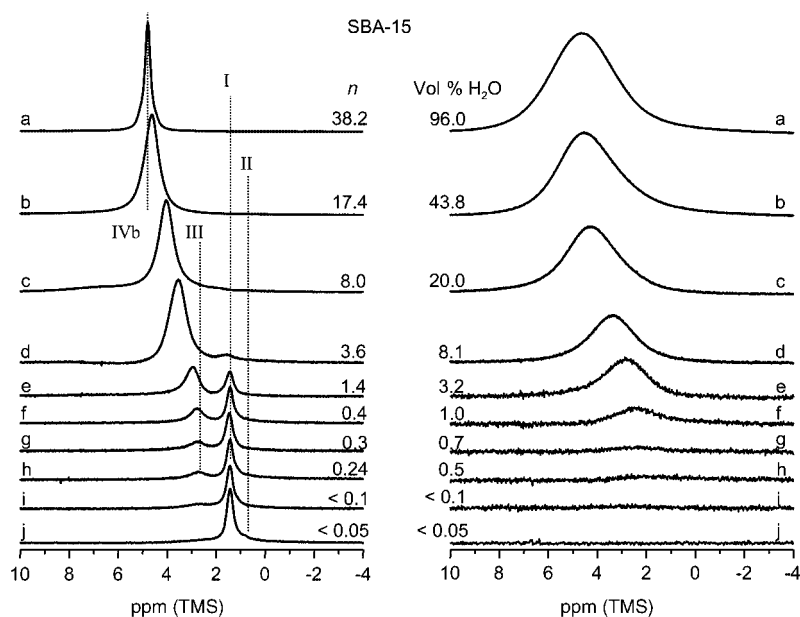 SBA-15
I
n
Vol % H₂O
a
38.2
96.0
a
II
b
17.4
43.8
b
IVb
III
c
8.0
20.0
c
d
3.6
8.1
d
e
1.4
3.2
e
f
0.4
1.0
f
g
0.3
0.7
g
h
0.24
0.5
h
i
< 0.1
< 0.1
i
j
< 0.05
< 0.05
j
10 8 6 4 2 0 -2 -4
10 8 6 4 2 0 -2 -4
ppm (TMS)
ppm (TMS)